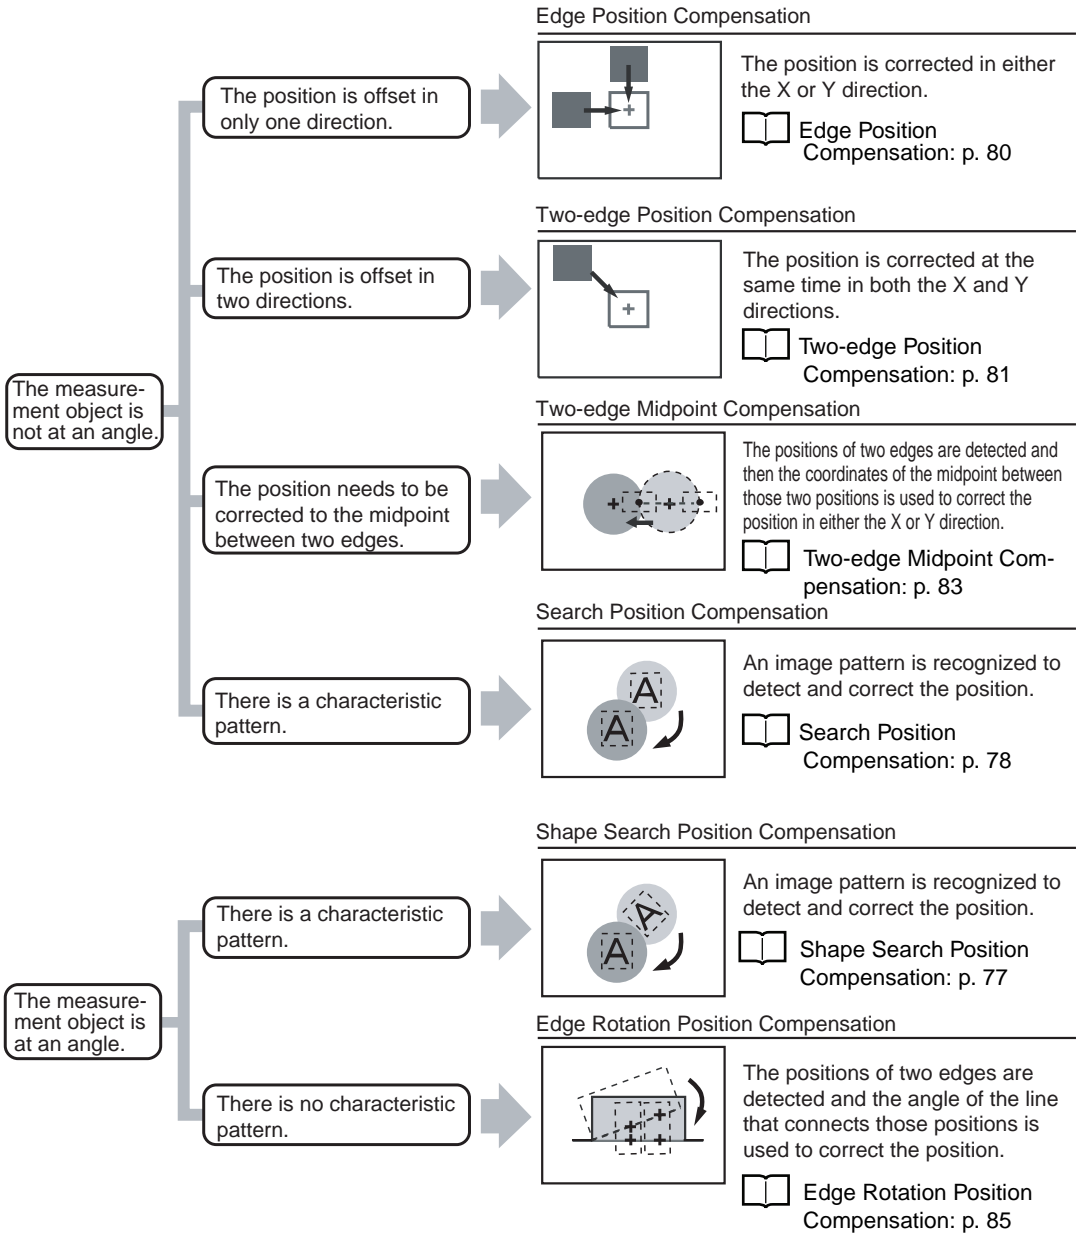 Edge Position Compensation
The position is offset in
only one direction.
The position is corrected in either
the X or Y direction.
Edge Position
Compensation: p. 80
Two-edge Position Compensation
The position is offset in
two directions.
The position is corrected at the
same time in both the X and Y
directions.
Two-edge Position
Compensation: p. 81
The measure-
ment object is
not at an angle.
Two-edge Midpoint Compensation
The position needs to be
corrected to the midpoint
between two edges.
The positions of two edges are detected and
then the coordinates of the midpoint between
those two positions is used to correct the
position in either the X or Y direction.
Two-edge Midpoint Com-
pensation: p. 83
Search Position Compensation
There is a characteristic
pattern.
A
A
An image pattern is recognized to
detect and correct the position.
Search Position
Compensation: p. 78
Shape Search Position Compensation
There is a characteristic
pattern.
A
A
An image pattern is recognized to
detect and correct the position.
Shape Search Position
Compensation: p. 77
The measure-
ment object is
at an angle.
Edge Rotation Position Compensation
There is no characteristic
pattern.
The positions of two edges are
detected and the angle of the line
that connects those positions is
used to correct the position.
Edge Rotation Position
Compensation: p. 85